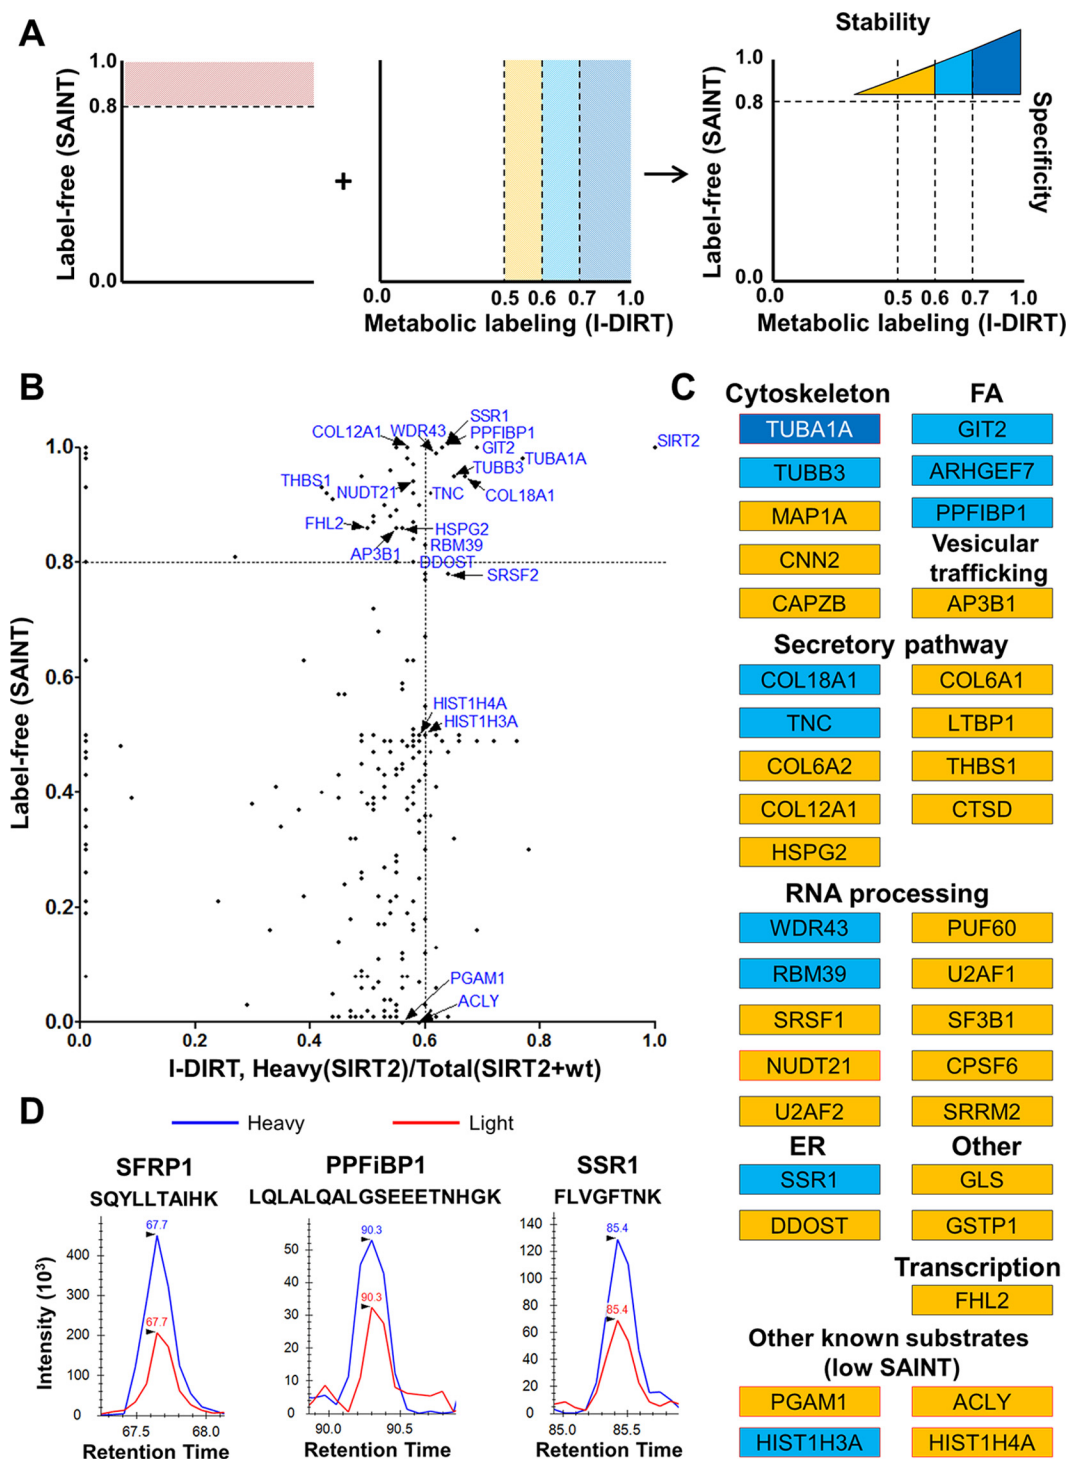 A
Label-free (SAINT)
1.0
0.8
0.0
+
1.0
0.0
0.5 0.6 0.7 1.0
Metabolic labeling (I-DIRT)
Stability
Specificity
Label-free (SAINT)
1.0
0.8
0.0
0.0
0.5 0.6 0.7 1.0
Metabolic labeling (I-DIRT)
B
Label-free (SAINT)
1.0
0.8
0.6
0.4
0.2
0.0
0.0 0.2 0.4 0.6 0.8 1.0
I-DIRT, Heavy(SIRT2)/Total(SIRT2+wt)
SSR1
COL12A1 WDR43 PPFIBP1
GIT2
SIRT2
TUBA1A
TUBB3
THBS1
NUDT21 TNC COL18A1
FHL2 HSPG2
RBM39
AP3B1
DDOST
SRSF2
HIST1H4A
HIST1H3A
PGAM1
ACLY
C
Cytoskeleton FA
TUBA1A GIT2
TUBB3 ARHGEF7
MAP1A PPFIBP1
Vesicular
trafficking
CNN2
CAPZB AP3B1
Secretory pathway
COL18A1 COL6A1
TNC LTBP1
COL6A2 THBS1
COL12A1 CTSD
HSPG2
RNA processing
WDR43 PUF60
RBM39 U2AF1
SRSF1 SF3B1
NUDT21 CPSF6
U2AF2 SRRM2
ER Other
SSR1 GLS
DDOST GSTP1
Transcription
FHL2
Other known substrates
(low SAINT)
PGAM1 ACLY
HIST1H3A HIST1H4A
D
Heavy Light
SFRP1
SQYLLTAIHK
Intensity (10³)
400
300
200
100
0
67.7
67.7
67.5 68.0
Retention Time
PPFiBP1
LQLALQALGSEEETNHGK
50
40
30
20
10
0
90.3
90.3
90.0 90.5
Retention Time
SSR1
FLVGFTNK
140
120
100
80
60
40
20
0
85.4
85.4
85.0 85.5
Retention Time